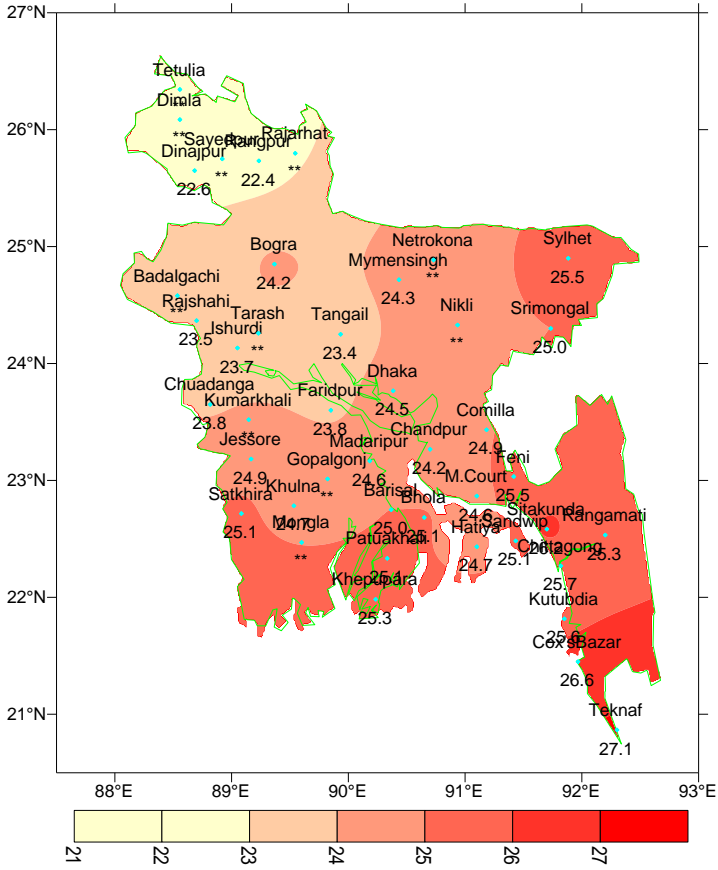 27°N
Tetulia
**
Dimla
**
26°N
Sayedpur
**
Rangpur
22.4
Rajarhat
**
Dinajpur
22.6
25°N
Bogra
24.2
Netrokona
**
Sylhet
25.5
Mymensingh
24.3
Badalgachi
**
Rajshahi
23.5
Tarash
**
Tangail
23.4
Nikli
**
Srimongal
25.0
Ishurdi
23.7
24°N
Dhaka
24.5
Chuadanga
23.8
Kumarkhali
**
Faridpur
23.8
Comilla
24.9
Chandpur
24.2
Jessore
24.9
Madaripur
24.6
Feni
25.5
23°N
Gopalgonj
**
M.Court
24.6
Satkhira
25.1
Khulna
24.7
Barisal
25.0
Bhola
25.1
Sitakunda
26.2
Rangamati
25.3
Mongla
**
Hatiya
24.7
Sandwip
25.1
Patuakhali
25.1
Chittagong
25.7
Khepupara
25.3
22°N
Kutubdia
25.6
Cox'sBazar
26.6
21°N
Teknaf
27.1
88°E 89°E 90°E 91°E 92°E 93°E
21 22 23 24 25 26 27